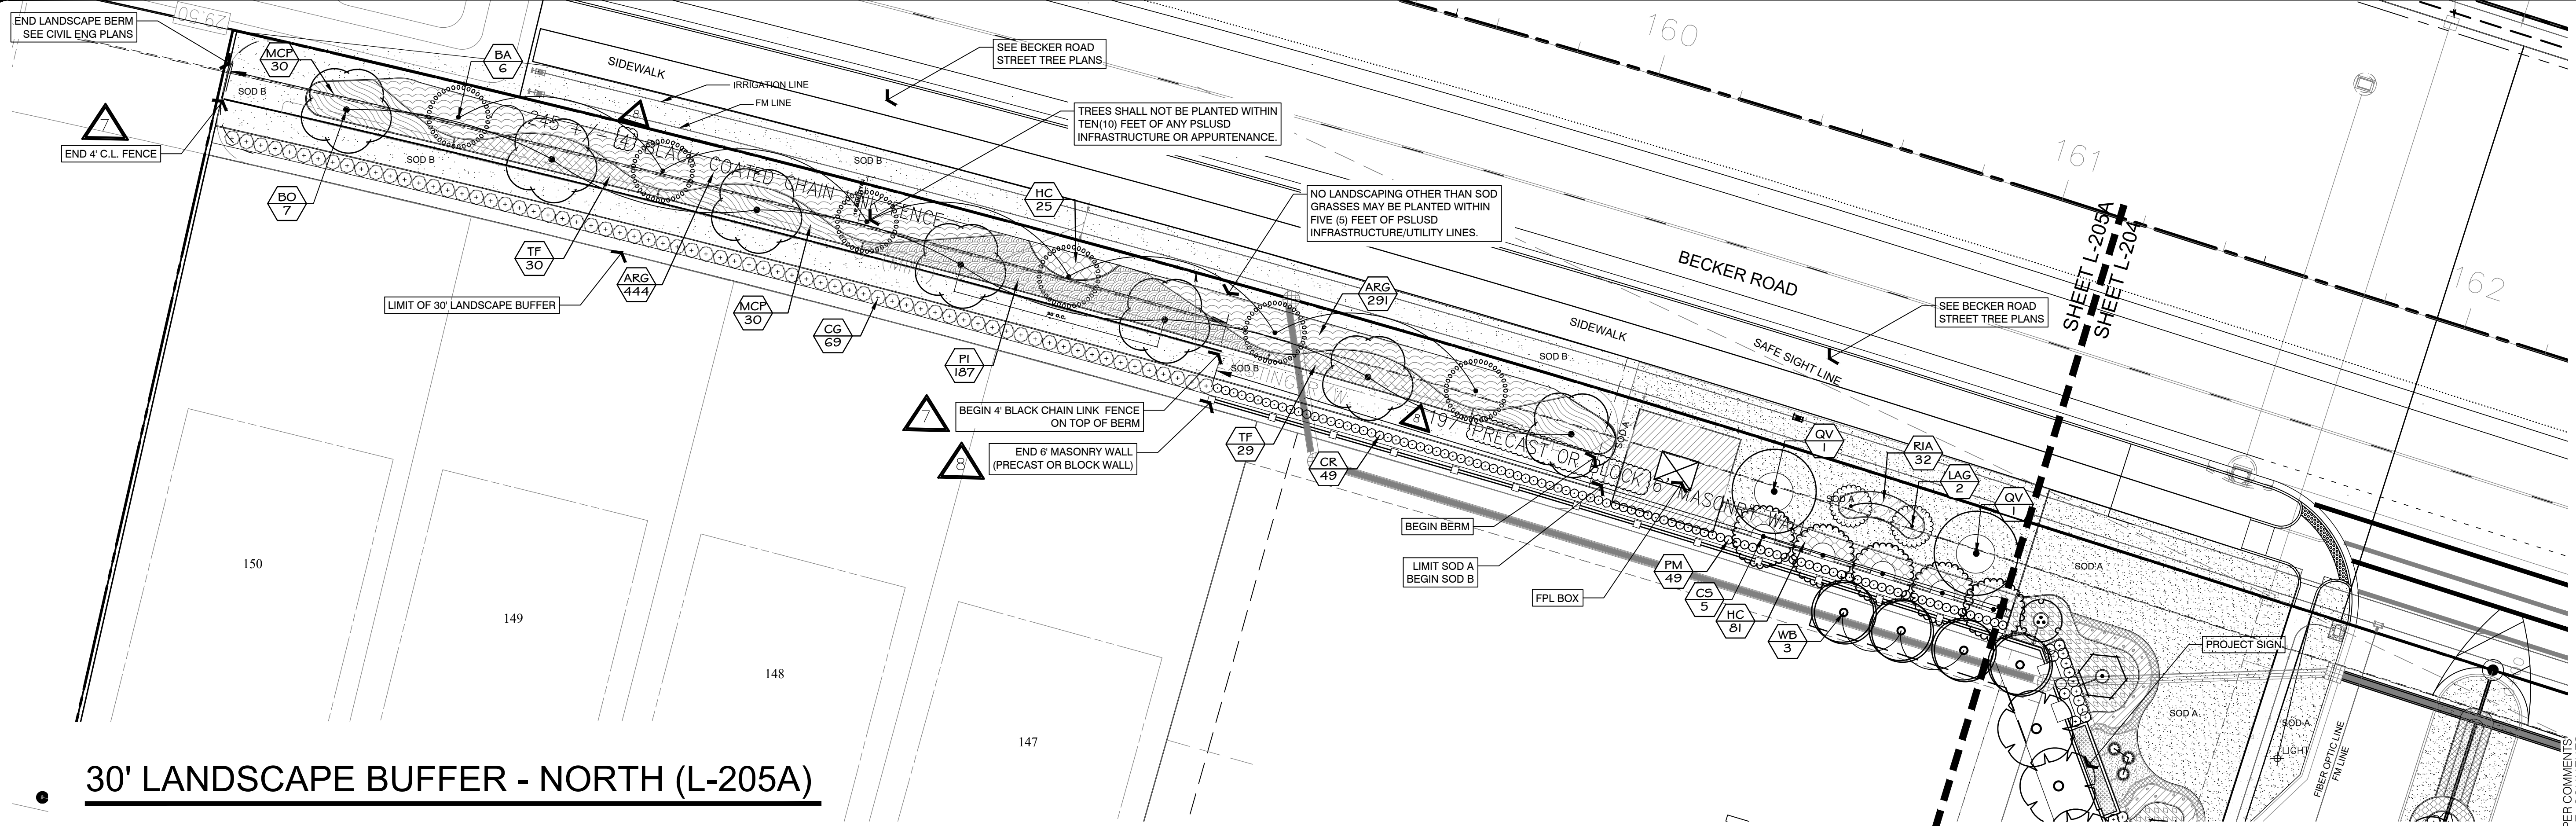 END LANDSCAPE BERM
SEE CIVIL ENG PLANS
29.50
MCP
30
BA
6
SIDEWALK
SEE BECKER ROAD
STREET TREE PLANS
160
IRRIGATION LINE
FM LINE
SOD B
TREES SHALL NOT BE PLANTED WITHIN
TEN(10) FEET OF ANY PSLUSD
INFRASTRUCTURE OR APPURTENANCE.
7
END 4' C.L. FENCE
8
SOD B
SOD B
161
BO
7
HC
25
NO LANDSCAPING OTHER THAN SOD
GRASSES MAY BE PLANTED WITHIN
FIVE (5) FEET OF PSLUSD
INFRASTRUCTURE/UTILITY LINES.
SHEET L-205A
SHEET L-204
BECKER ROAD
162
TF
30
ARG
444
LIMIT OF 30' LANDSCAPE BUFFER
MCP
30
CG
69
PI
187
30' O.C.
ARG
291
SIDEWALK
SEE BECKER ROAD
STREET TREE PLANS
SAFE SIGHT LINE
SOD B
SOD B
7
BEGIN 4' BLACK CHAIN LINK FENCE
ON TOP OF BERM
8
END 6' MASONRY WALL
(PRECAST OR BLOCK WALL)
TF
29
CR
49
8
SOD A
QV
1
RIA
32
LAG
2
QV
1
SOD A
BEGIN BERM
LIMIT SOD A
BEGIN SOD B
FPL BOX
PM
49
CS
5
HC
81
WB
3
SOD A
PROJECT SIGN
SOD A
SOD A
LIGHT
FIBER OPTIC LINE
FM LINE
150
149
148
147
30' LANDSCAPE BUFFER - NORTH (L-205A)
PER COMMENTS